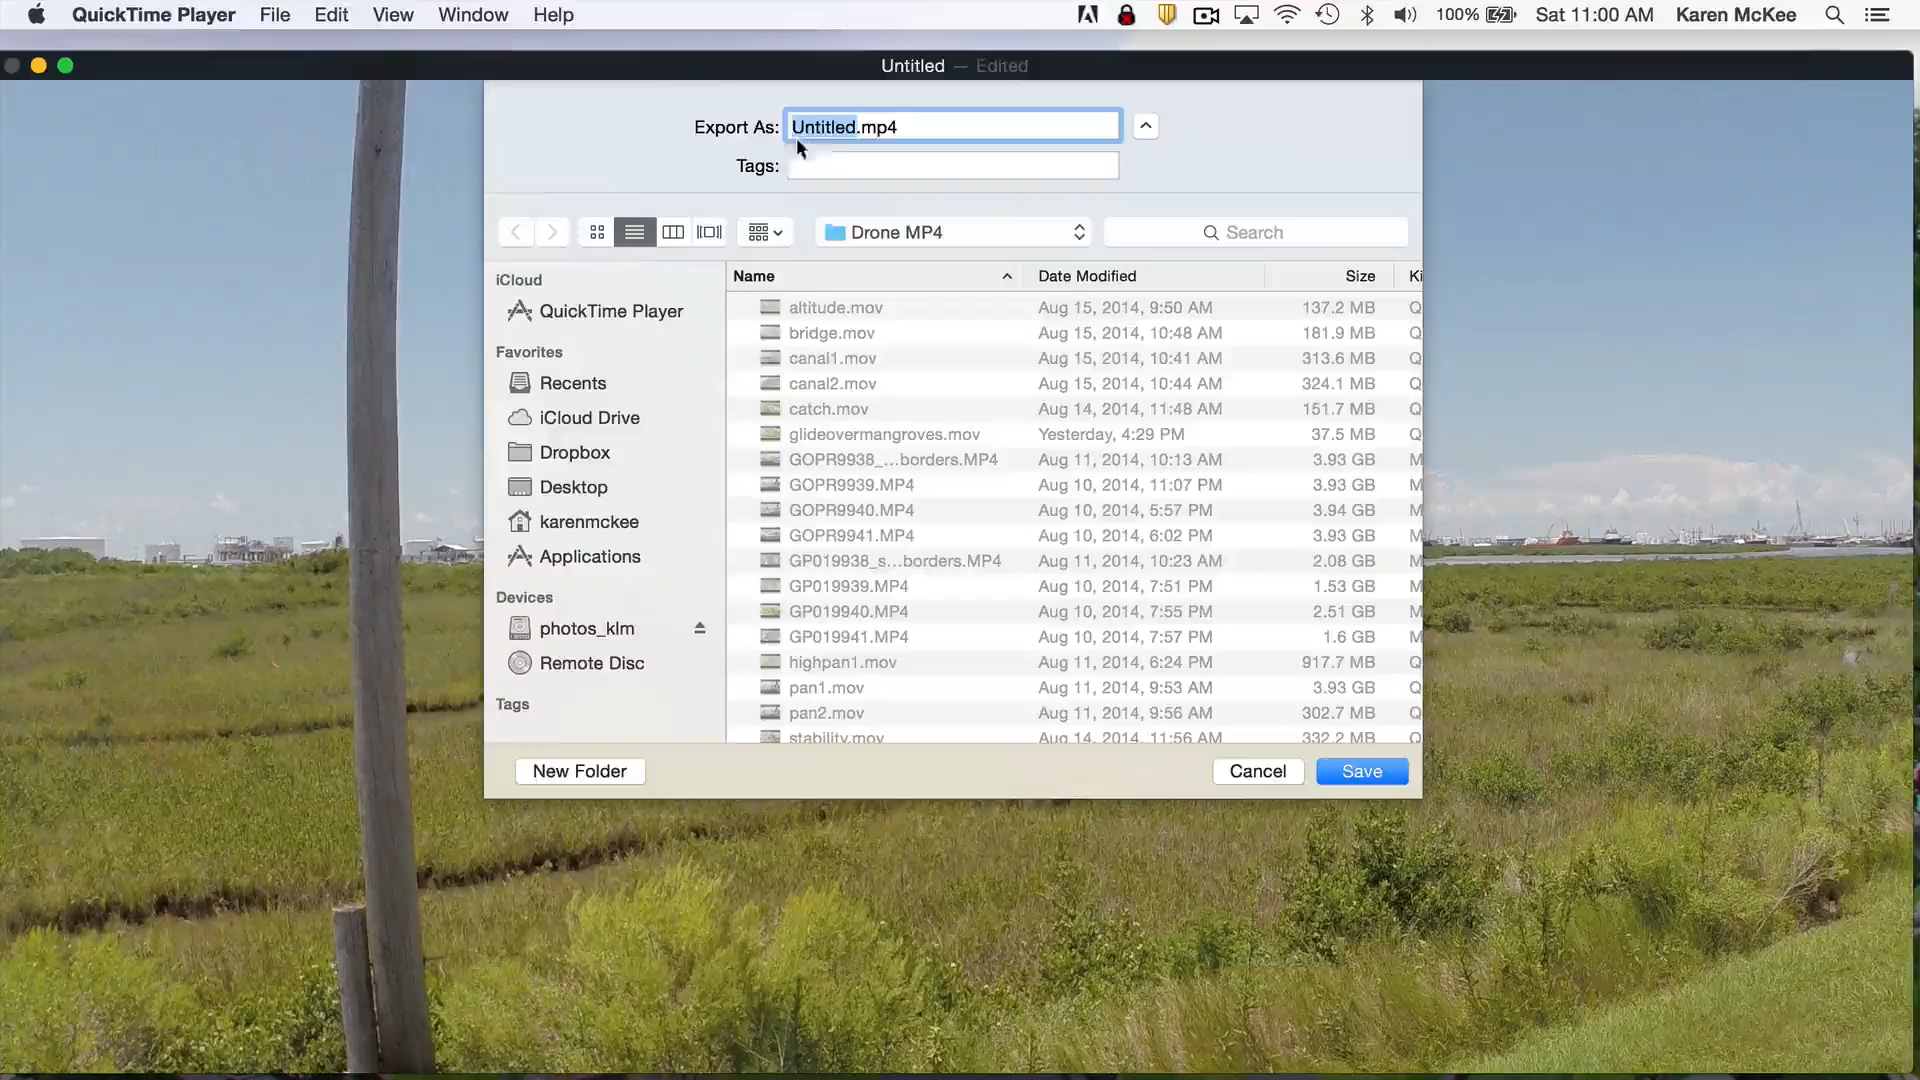 QuickTime Player File Edit View Window Help 100% Sat 11:00 AM Karen McKee
Untitled — Edited
Export As: Untitled.mp4
Tags:
Drone MP4 Search
iCloud
QuickTime Player
Favorites
Recents
iCloud Drive
Dropbox
Desktop
karenmckee
Applications
Devices
photos_klm
Remote Disc
Tags
Name Date Modified Size Ki
altitude.mov Aug 15, 2014, 9:50 AM 137.2 MB Q
bridge.mov Aug 15, 2014, 10:48 AM 181.9 MB Q
canal1.mov Aug 15, 2014, 10:41 AM 313.6 MB Q
canal2.mov Aug 15, 2014, 10:44 AM 324.1 MB Q
catch.mov Aug 14, 2014, 11:48 AM 151.7 MB Q
glideovermangroves.mov Yesterday, 4:29 PM 37.5 MB Q
GOPR9938_...borders.MP4 Aug 11, 2014, 10:13 AM 3.93 GB M
GOPR9939.MP4 Aug 10, 2014, 11:07 PM 3.93 GB M
GOPR9940.MP4 Aug 10, 2014, 5:57 PM 3.94 GB M
GOPR9941.MP4 Aug 10, 2014, 6:02 PM 3.93 GB M
GP019938_s...borders.MP4 Aug 11, 2014, 10:23 AM 2.08 GB M
GP019939.MP4 Aug 10, 2014, 7:51 PM 1.53 GB M
GP019940.MP4 Aug 10, 2014, 7:55 PM 2.51 GB M
GP019941.MP4 Aug 10, 2014, 7:57 PM 1.6 GB M
highpan1.mov Aug 11, 2014, 6:24 PM 917.7 MB Q
pan1.mov Aug 11, 2014, 9:53 AM 3.93 GB Q
pan2.mov Aug 11, 2014, 9:56 AM 302.7 MB Q
stability.mov Aug 14, 2014, 11:56 AM 332.2 MB Q
New Folder Cancel Save